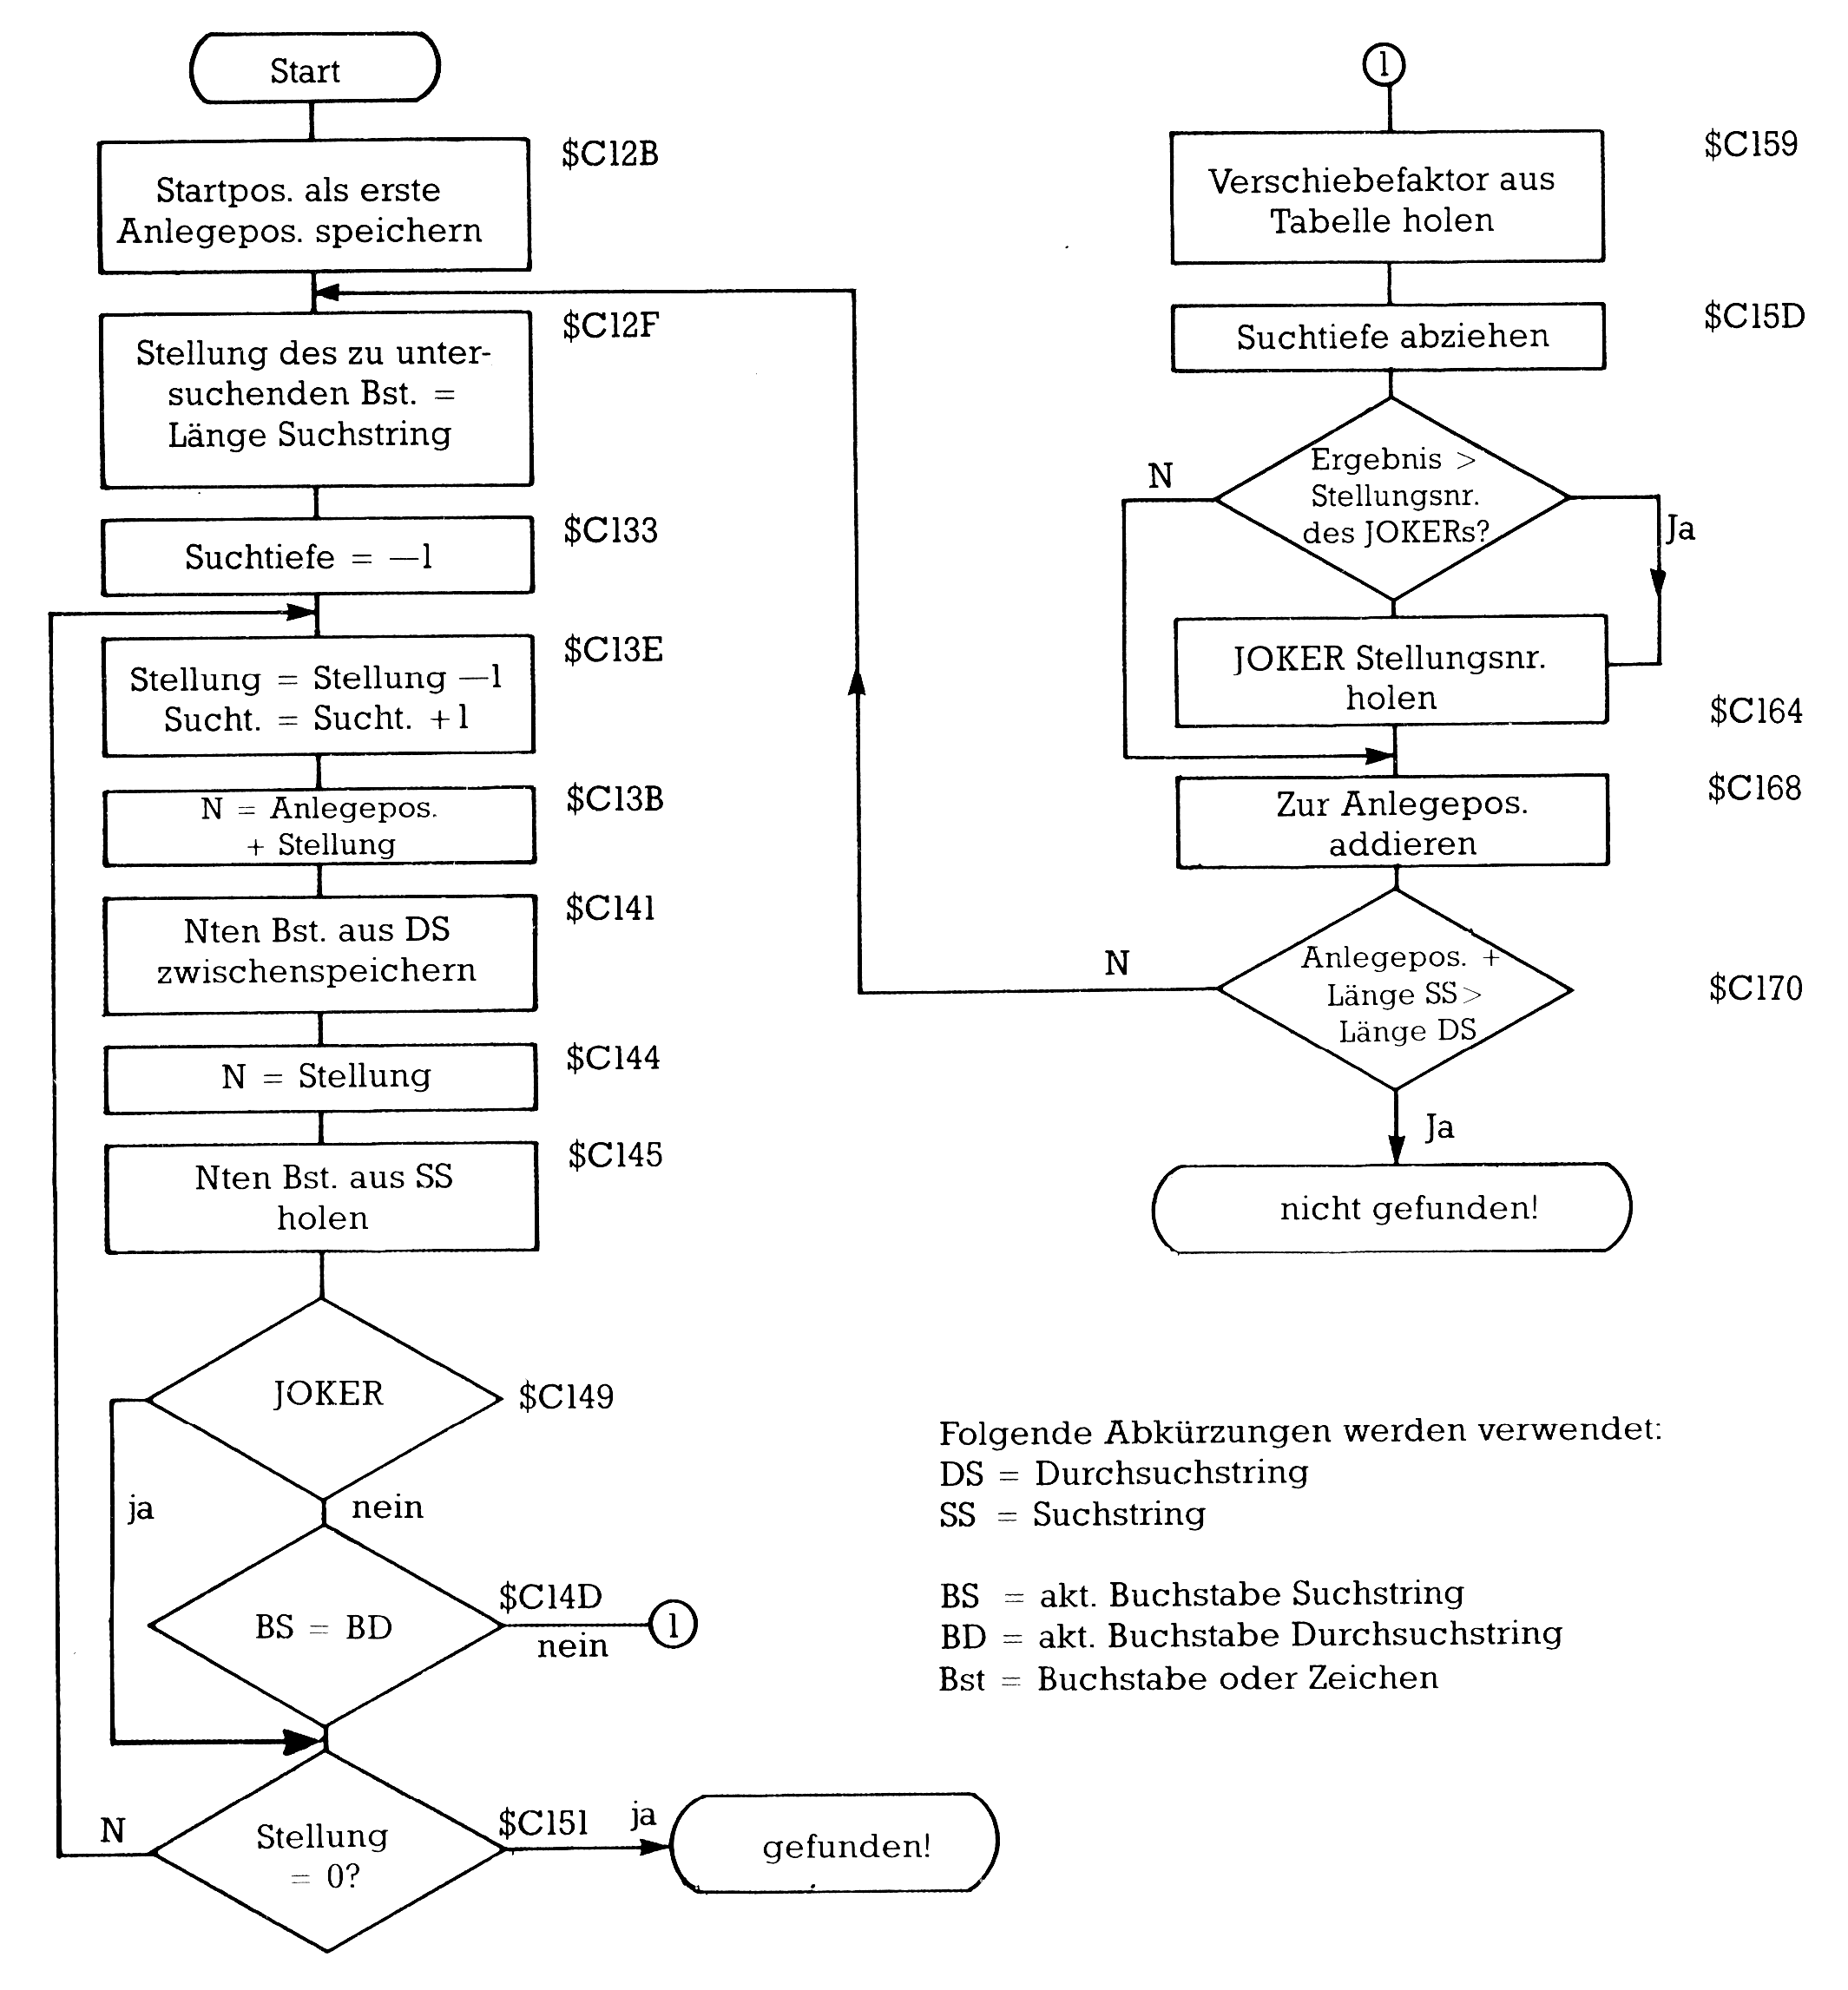 Start
$C12B
Startpos. als erste
Anlegepos. speichern
$C12F
Stellung des zu unter-
suchenden Bst. =
Länge Suchstring
$C133
Suchtiefe = —1
$C13E
Stellung = Stellung —1
Sucht. = Sucht. +1
$C13B
N = Anlegepos.
+ Stellung
$C141
Nten Bst. aus DS
zwischenspeichern
$C144
N = Stellung
$C145
Nten Bst. aus SS
holen
JOKER
$C149
ja
nein
BS = BD
$C14D
nein
1
N
Stellung
= 0?
$C151
ja
gefunden!
1
$C159
Verschiebefaktor aus
Tabelle holen
$C15D
Suchtiefe abziehen
N
Ergebnis >
Stellungsnr.
des JOKERs?
Ja
JOKER Stellungsnr.
holen
$C164
$C168
Zur Anlegepos.
addieren
N
Anlegepos. +
Länge SS >
Länge DS
$C170
Ja
nicht gefunden!
Folgende Abkürzungen werden verwendet:
DS = Durchsuchstring
SS = Suchstring
BS = akt. Buchstabe Suchstring
BD = akt. Buchstabe Durchsuchstring
Bst = Buchstabe oder Zeichen